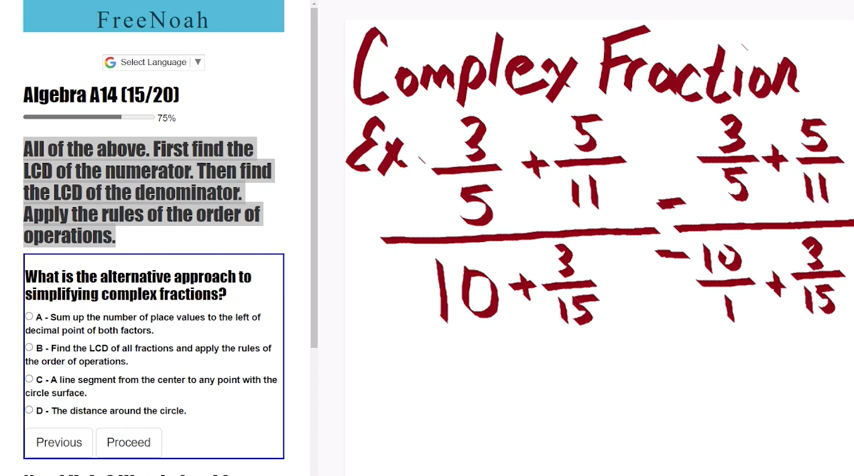 FreeNoah
Select Language ▼
Algebra A14 (15/20)
75%
All of the above. First find the
LCD of the numerator. Then find
the LCD of the denominator.
Apply the rules of the order of
operations.
What is the alternative approach to
simplifying complex fractions?
A - Sum up the number of place values to the left of
decimal point of both factors.
B - Find the LCD of all fractions and apply the rules of
the order of operations.
C - A line segment from the center to any point with the
circle surface.
D - The distance around the circle.
Previous Proceed
Complex Fraction
Ex. (3/5 + 5/11) / (10 + 3/15) = (3/5 + 5/11) / (10/1 + 3/15)